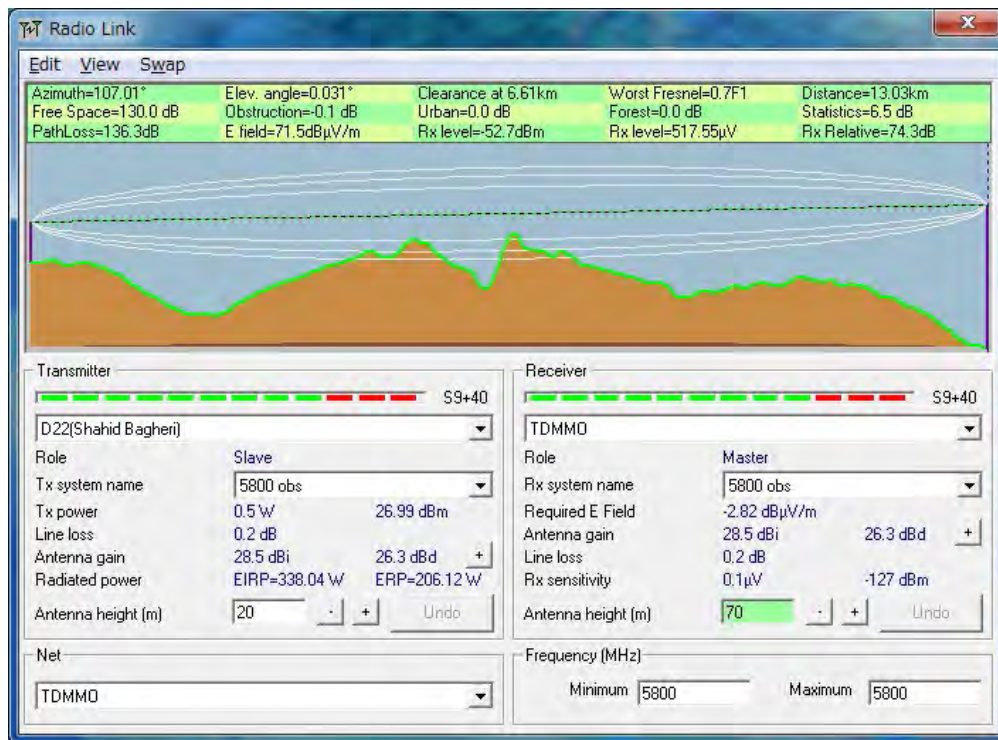 Radio Link
Edit View Swap
Azimuth=107.01° Elev. angle=0.031° Clearance at 6.61km Worst Fresnel=0.7F1 Distance=13.03km
Free Space=130.0 dB Obstruction=-0.1 dB Urban=0.0 dB Forest=0.0 dB Statistics=6.5 dB
PathLoss=136.3dB E field=71.5dBµV/m Rx level=-52.7dBm Rx level=517.55µV Rx Relative=74.3dB
Transmitter
S9+40
D22(Shahid Bagheri)
Role Slave
Tx system name 5800 obs
Tx power 0.5 W 26.99 dBm
Line loss 0.2 dB
Antenna gain 28.5 dBi 26.3 dBd +
Radiated power EIRP=338.04 W ERP=206.12 W
Antenna height (m) 20 - + Undo
Receiver
S9+40
TDMMO
Role Master
Rx system name 5800 obs
Required E Field -2.82 dBµV/m
Antenna gain 28.5 dBi 26.3 dBd +
Line loss 0.2 dB
Rx sensitivity 0.1µV -127 dBm
Antenna height (m) 70 - + Undo
Net
TDMMO
Frequency (MHz)
Minimum 5800 Maximum 5800